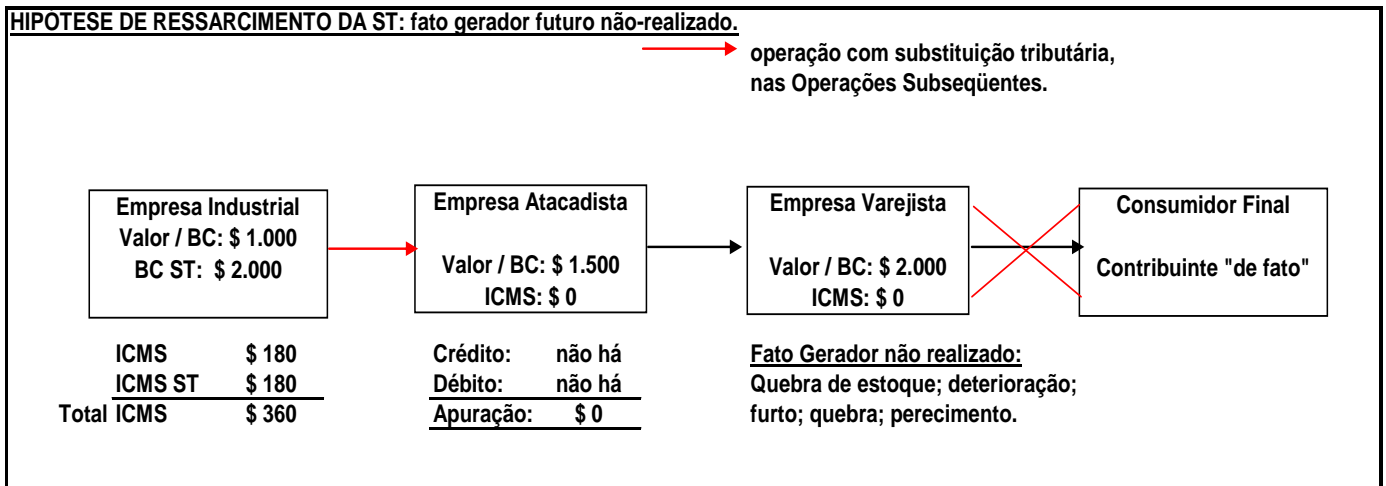 HIPÓTESE DE RESSARCIMENTO DA ST: fato gerador futuro não-realizado.
operação com substituição tributária,
nas Operações Subseqüentes.
Empresa Industrial
Valor / BC: $ 1.000
BC ST: $ 2.000
Empresa Atacadista
Valor / BC: $ 1.500
ICMS: $ 0
Empresa Varejista
Valor / BC: $ 2.000
ICMS: $ 0
Consumidor Final
Contribuinte "de fato"
ICMS $ 180
ICMS ST $ 180
Total ICMS $ 360
Crédito: não há
Débito: não há
Apuração: $ 0
Fato Gerador não realizado:
Quebra de estoque; deterioração;
furto; quebra; perecimento.